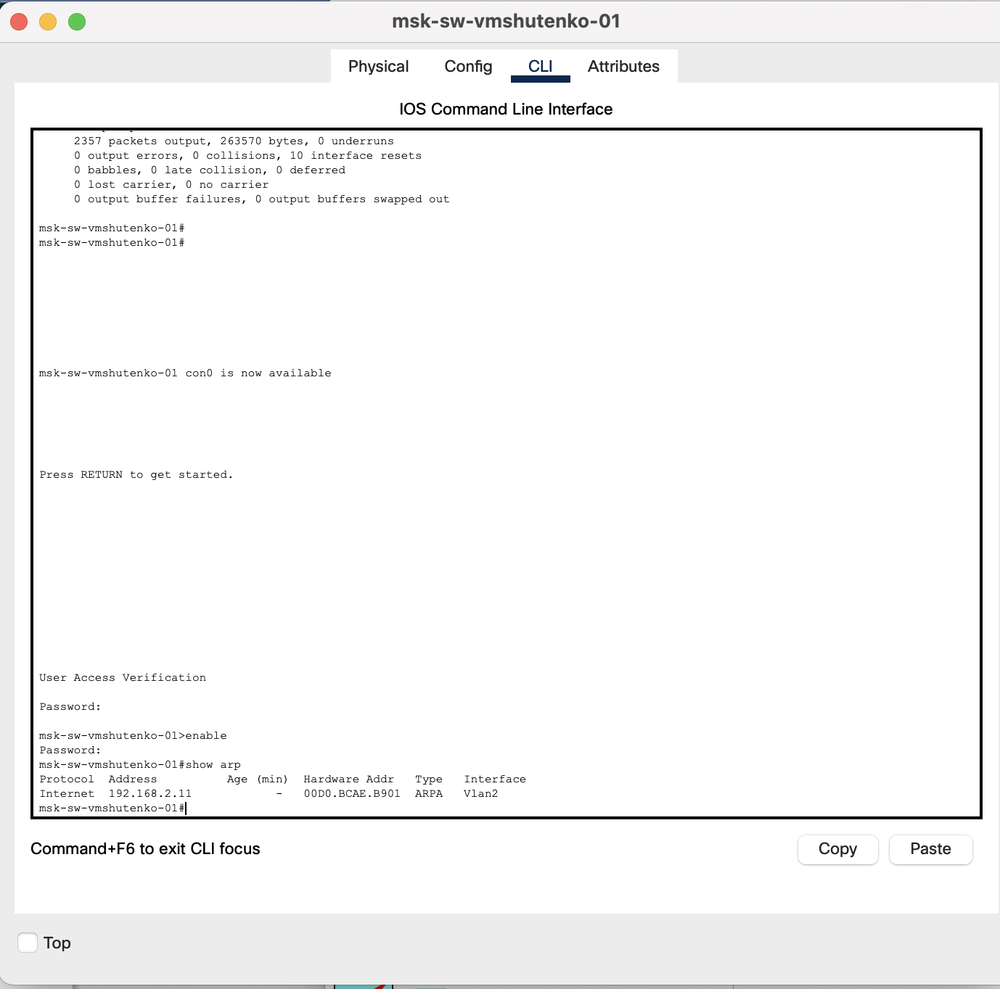 msk-sw-vmshutenko-01
Physical Config CLI Attributes
IOS Command Line Interface
2357 packets output, 263570 bytes, 0 underruns
0 output errors, 0 collisions, 10 interface resets
0 babbles, 0 late collision, 0 deferred
0 lost carrier, 0 no carrier
0 output buffer failures, 0 output buffers swapped out
msk-sw-vmshutenko-01#
msk-sw-vmshutenko-01#
msk-sw-vmshutenko-01 con0 is now available
Press RETURN to get started.
User Access Verification
Password:
msk-sw-vmshutenko-01>enable
Password:
msk-sw-vmshutenko-01#show arp
Protocol  Address          Age (min)  Hardware Addr   Type   Interface
Internet  192.168.2.11            -   00D0.BCAE.B901  ARPA   Vlan2
msk-sw-vmshutenko-01#
Command+F6 to exit CLI focus
Copy Paste
Top